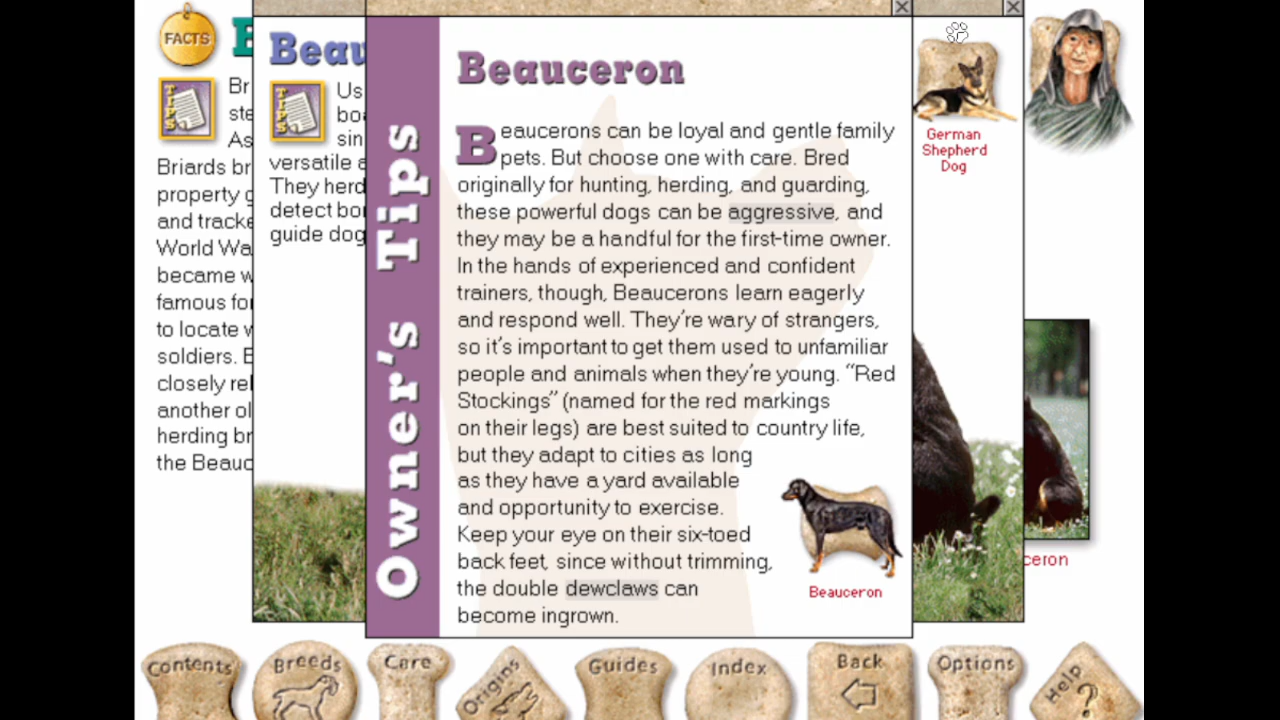 FACTS
B
TIPS
Br
ste
As
Briards br
property g
and tracke
World Wa
became w
famous for
to locate w
soldiers. B
closely rel
another ol
herding br
the Beauc
Beau
TIPS
Us
boa
sin
versatile a
They herd
detect bo
guide dog
Owner's Tips
Beauceron
Beaucerons can be loyal and gentle family
pets. But choose one with care. Bred
originally for hunting, herding, and guarding,
these powerful dogs can be aggressive, and
they may be a handful for the first-time owner.
In the hands of experienced and confident
trainers, though, Beaucerons learn eagerly
and respond well. They're wary of strangers,
so it's important to get them used to unfamiliar
people and animals when they're young. “Red
Stockings” (named for the red markings
on their legs) are best suited to country life,
but they adapt to cities as long
as they have a yard available
and opportunity to exercise.
Keep your eye on their six-toed
back feet, since without trimming,
the double dewclaws can
become ingrown.
Beauceron
German
Shepherd
Dog
ceron
Contents
Breeds
Care
Origins
Guides
Index
Back
Options
Help
?